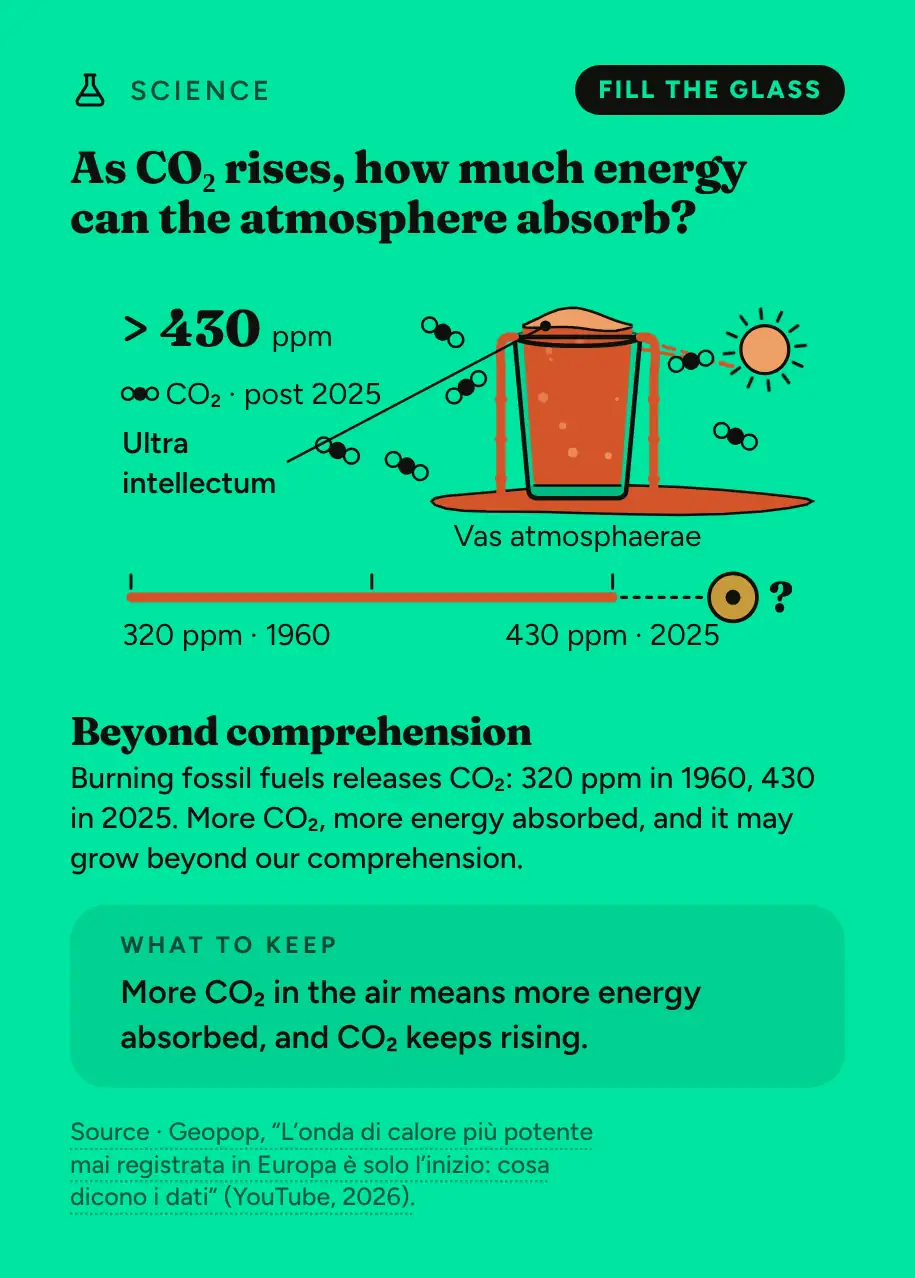 SCIENCE
FILL THE GLASS
As CO₂ rises, how much energy
can the atmosphere absorb?
> 430 ppm
CO₂ · post 2025
Ultra
intellectum
Vas atmosphaerae
?
320 ppm · 1960
430 ppm · 2025
Beyond comprehension
Burning fossil fuels releases CO₂: 320 ppm in 1960, 430
in 2025. More CO₂, more energy absorbed, and it may
grow beyond our comprehension.
WHAT TO KEEP
More CO₂ in the air means more energy
absorbed, and CO₂ keeps rising.
Source · Geopop, “L’onda di calore più potente
mai registrata in Europa è solo l’inizio: cosa
dicono i dati” (YouTube, 2026).